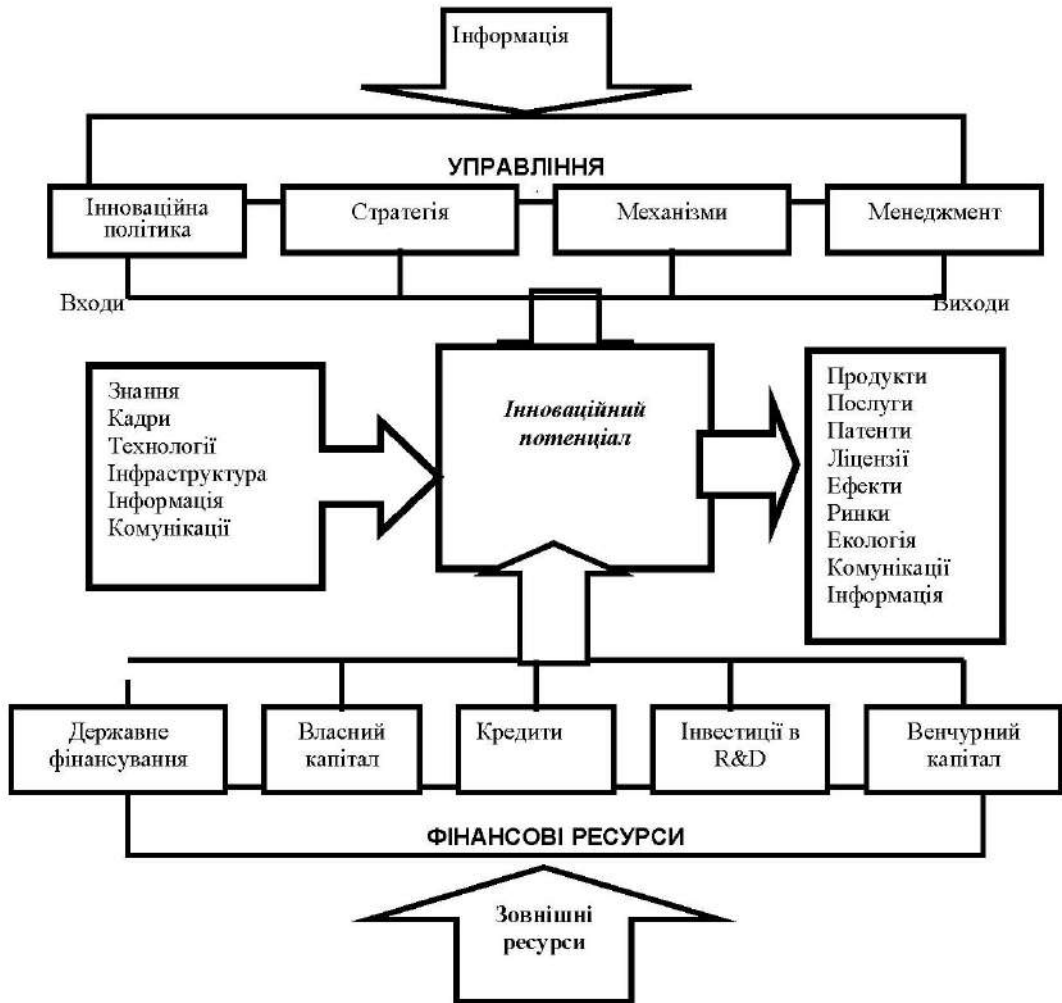 Інформація
УПРАВЛІННЯ
Інноваційна
політика
Стратегія
Механізми
Менеджмент
Входи
Виходи
Знання
Кадри
Технології
Інфраструктура
Інформація
Комунікації
Інноваційний
потенціал
Продукти
Послуги
Патенти
Ліцензії
Ефекти
Ринки
Екологія
Комунікації
Інформація
Державне
фінансування
Власний
капітал
Кредити
Інвестиції в
R&D
Венчурний
капітал
ФІНАНСОВІ РЕСУРСИ
Зовнішні
ресурси